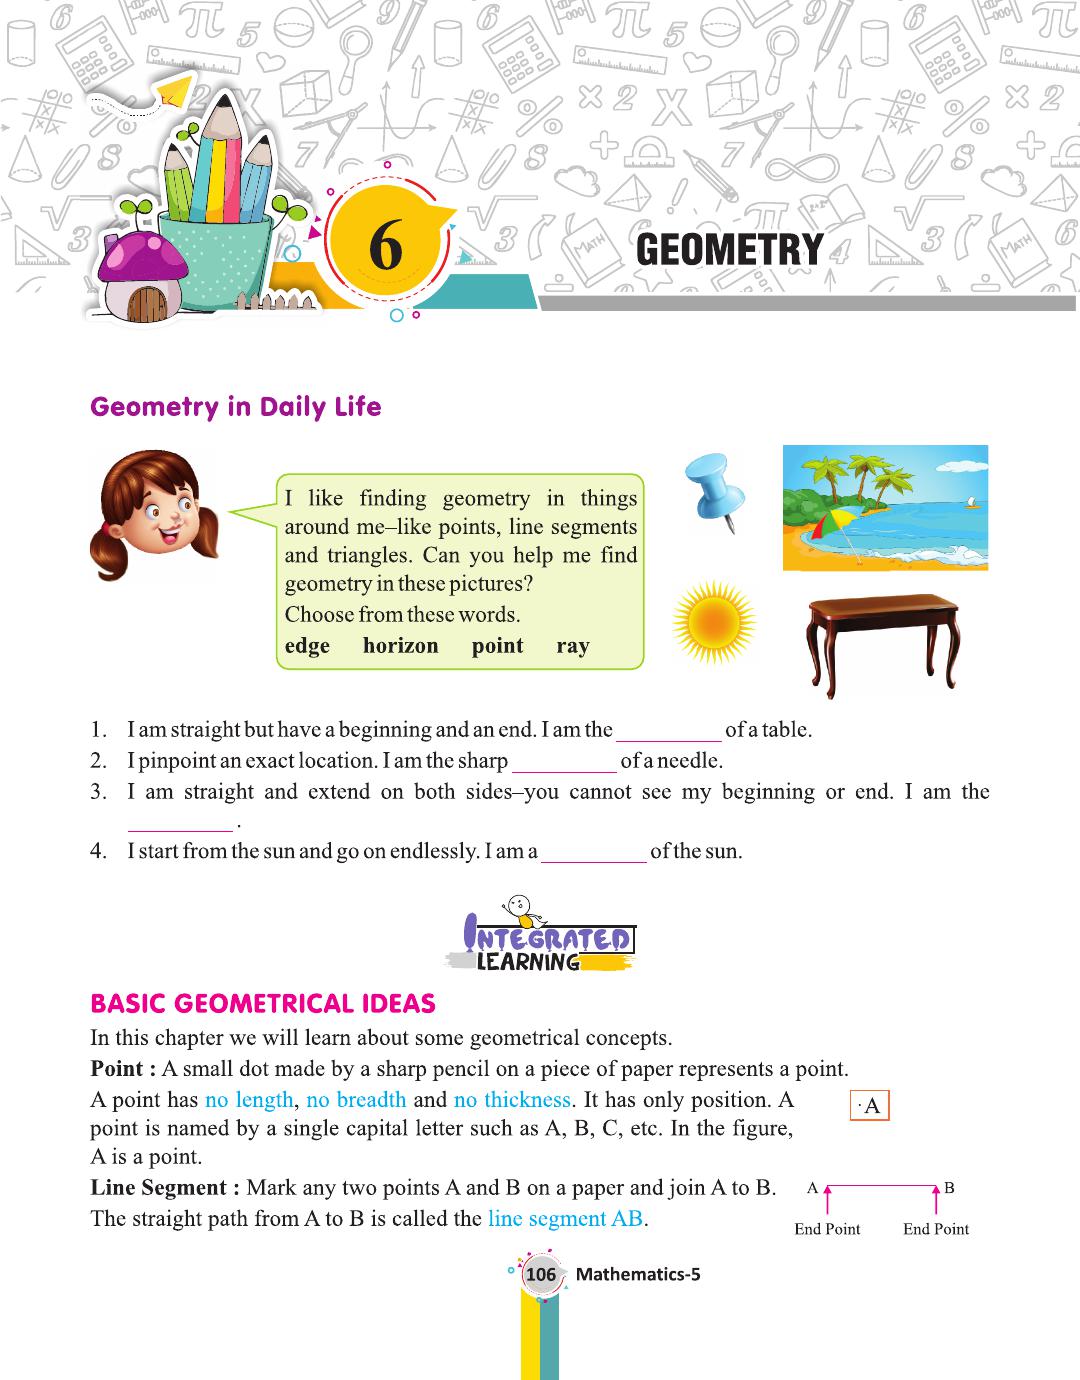 6
GEOMETRY
Geometry in Daily Life
I like finding geometry in things
around me–like points, line segments
and triangles. Can you help me find
geometry in these pictures?
Choose from these words.
edge horizon point ray
1. I am straight but have a beginning and an end. I am the __________ of a table.
2. I pinpoint an exact location. I am the sharp __________ of a needle.
3. I am straight and extend on both sides–you cannot see my beginning or end. I am the
__________ .
4. I start from the sun and go on endlessly. I am a __________ of the sun.
INTEGRATED
LEARNING
BASIC GEOMETRICAL IDEAS
In this chapter we will learn about some geometrical concepts.
Point : A small dot made by a sharp pencil on a piece of paper represents a point.
A point has no length, no breadth and no thickness. It has only position. A
point is named by a single capital letter such as A, B, C, etc. In the figure,
A is a point.
·A
Line Segment : Mark any two points A and B on a paper and join A to B.
The straight path from A to B is called the line segment AB.
A B
End Point End Point
106 Mathematics-5